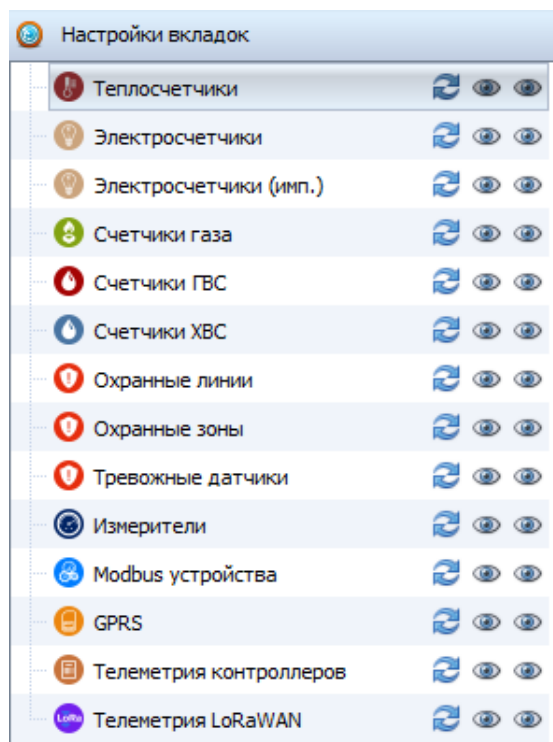 Настройки вкладок
Теплосчетчики
Электросчетчики
Электросчетчики (имп.)
Счетчики газа
Счетчики ГВС
Счетчики ХВС
Охранные линии
Охранные зоны
Тревожные датчики
Измерители
Modbus устройства
GPRS
Телеметрия контроллеров
LoRa Телеметрия LoRaWAN